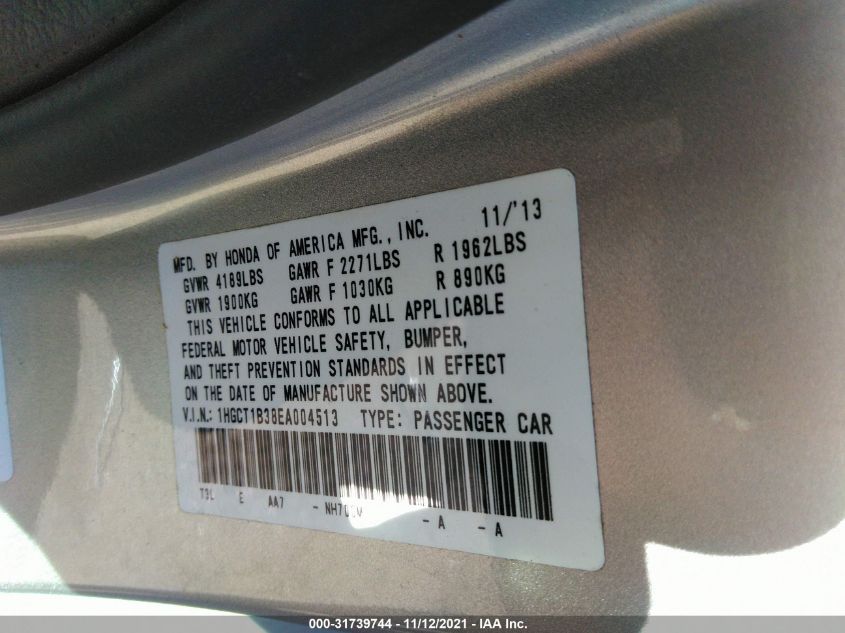 MFD. BY HONDA OF AMERICA MFG., INC. 11/'13
GVWR 4189LBS GAWR F 2271LBS R 1962LBS
GVWR 1900KG GAWR F 1030KG R 890KG
THIS VEHICLE CONFORMS TO ALL APPLICABLE
FEDERAL MOTOR VEHICLE SAFETY, BUMPER,
AND THEFT PREVENTION STANDARDS IN EFFECT
ON THE DATE OF MANUFACTURE SHOWN ABOVE.
V.I.N.: 1HGCT1B38EA004513 TYPE: PASSENGER CAR
T3L E AA7 - - A - A
000-31739744 - 11/12/2021 - IAA Inc.